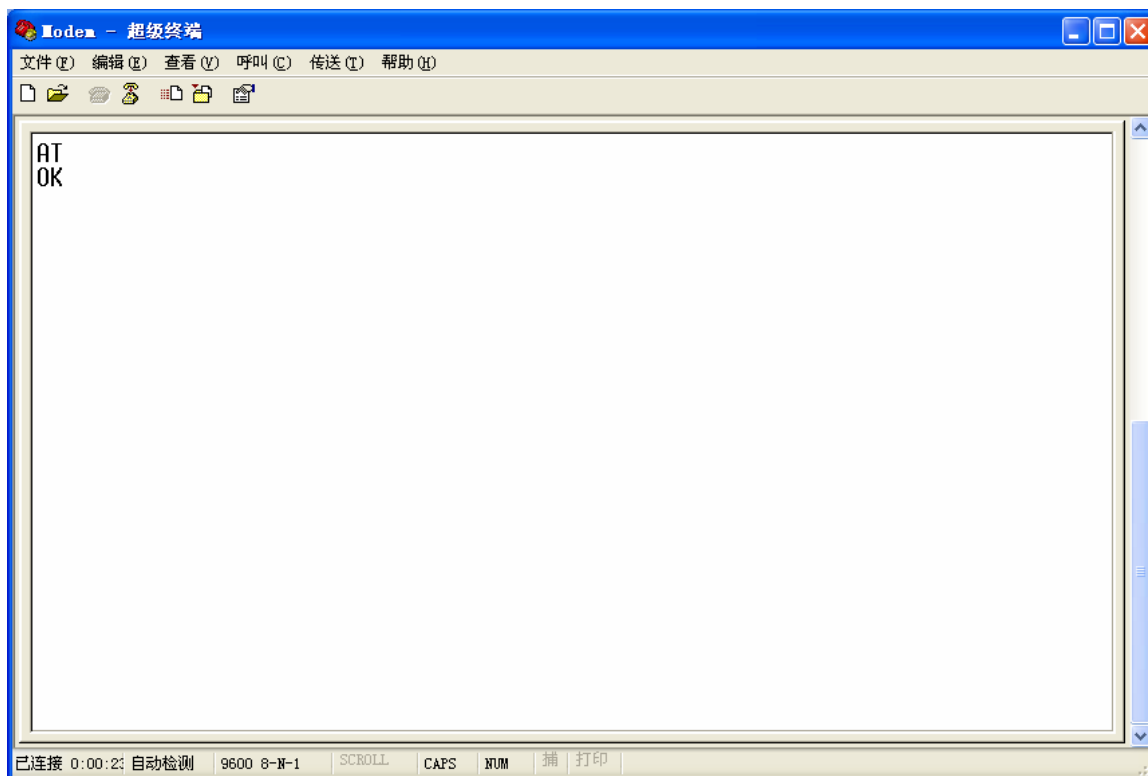 Modem - 超级终端
文件(F) 编辑(E) 查看(V) 呼叫(C) 传送(T) 帮助(H)
AT
OK
已连接 0:00:23 自动检测 9600 8-N-1 SCROLL CAPS NUM 捕 打印